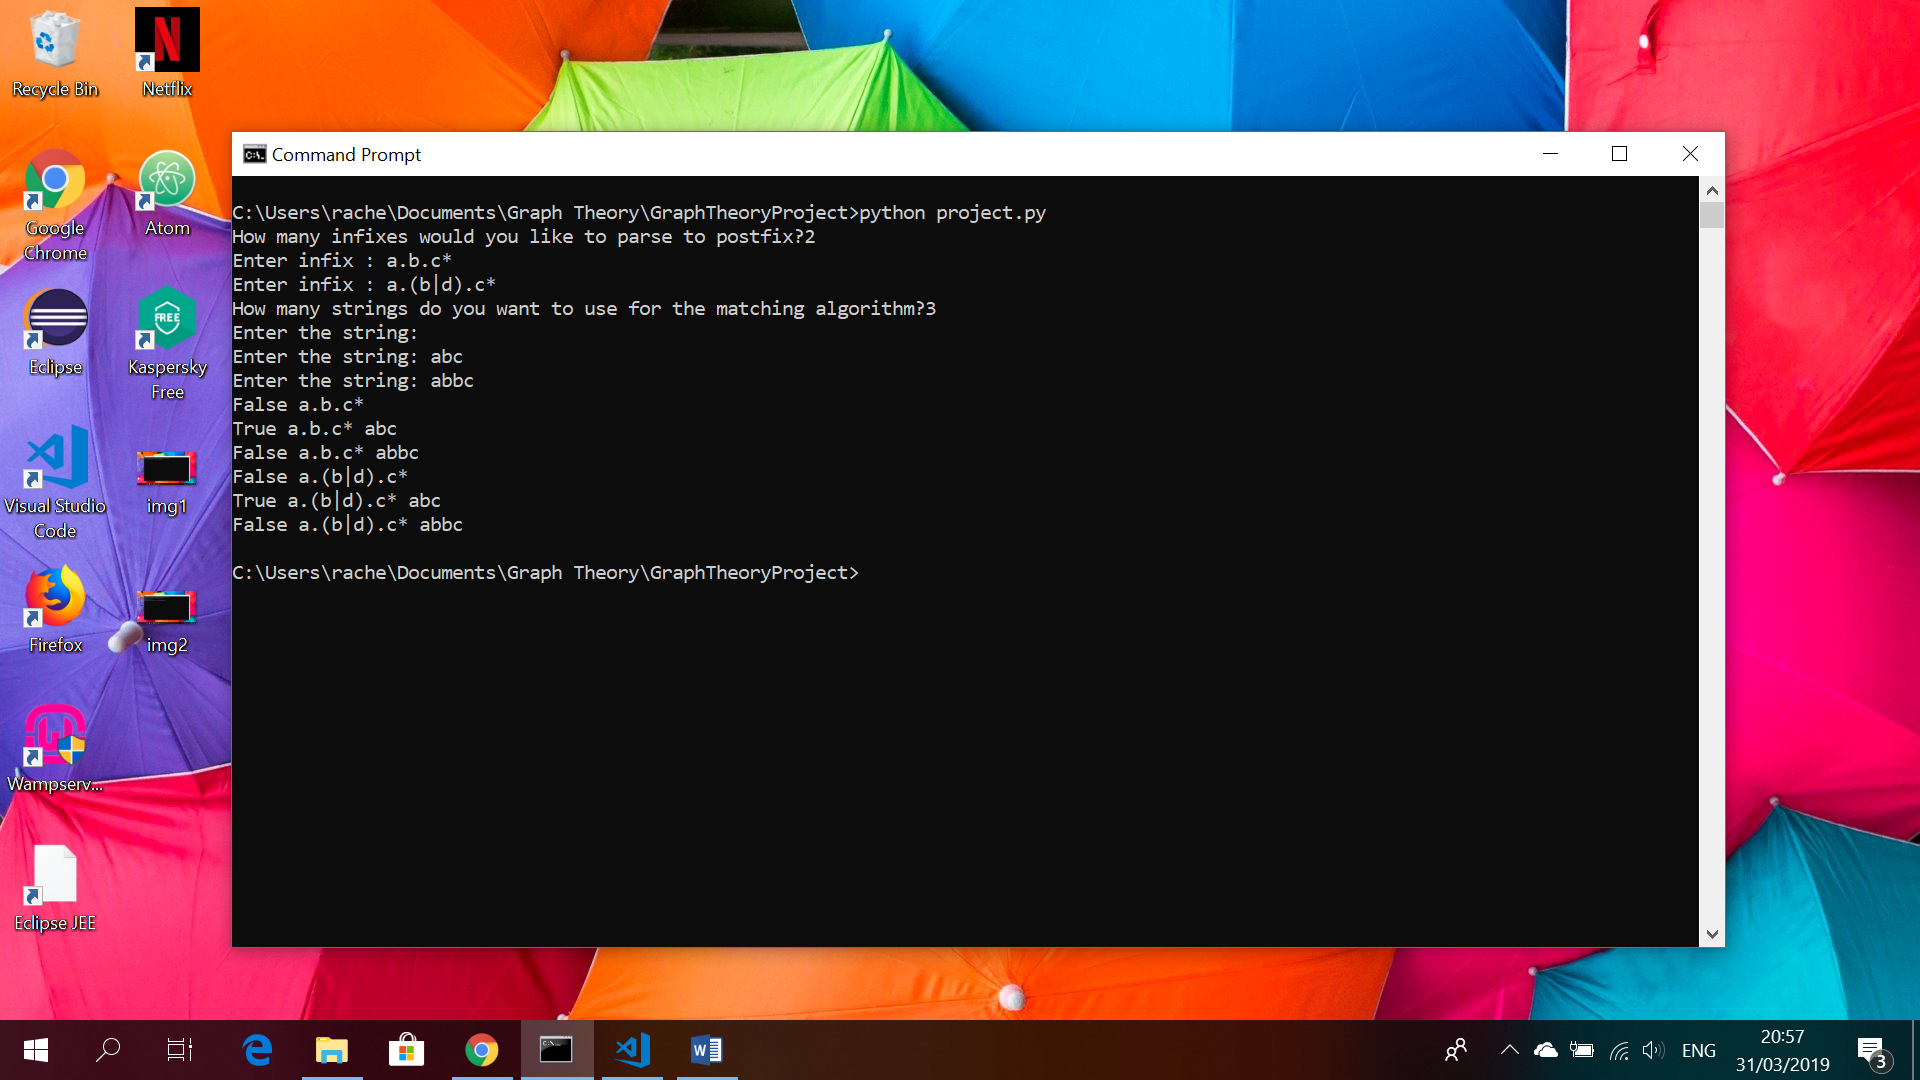 Recycle Bin
Netflix
Google
Chrome
Atom
Eclipse
Kaspersky
Free
FREE
Visual Studio
Code
img1
Firefox
img2
Wampserv...
Eclipse JEE
Command Prompt
C:\Users\rache\Documents\Graph Theory\GraphTheoryProject>python project.py
How many infixes would you like to parse to postfix?2
Enter infix : a.b.c*
Enter infix : a.(b|d).c*
How many strings do you want to use for the matching algorithm?3
Enter the string:
Enter the string: abc
Enter the string: abbc
False a.b.c*
True a.b.c* abc
False a.b.c* abbc
False a.(b|d).c*
True a.(b|d).c* abc
False a.(b|d).c* abbc
C:\Users\rache\Documents\Graph Theory\GraphTheoryProject>
ENG
20:57
31/03/2019
3